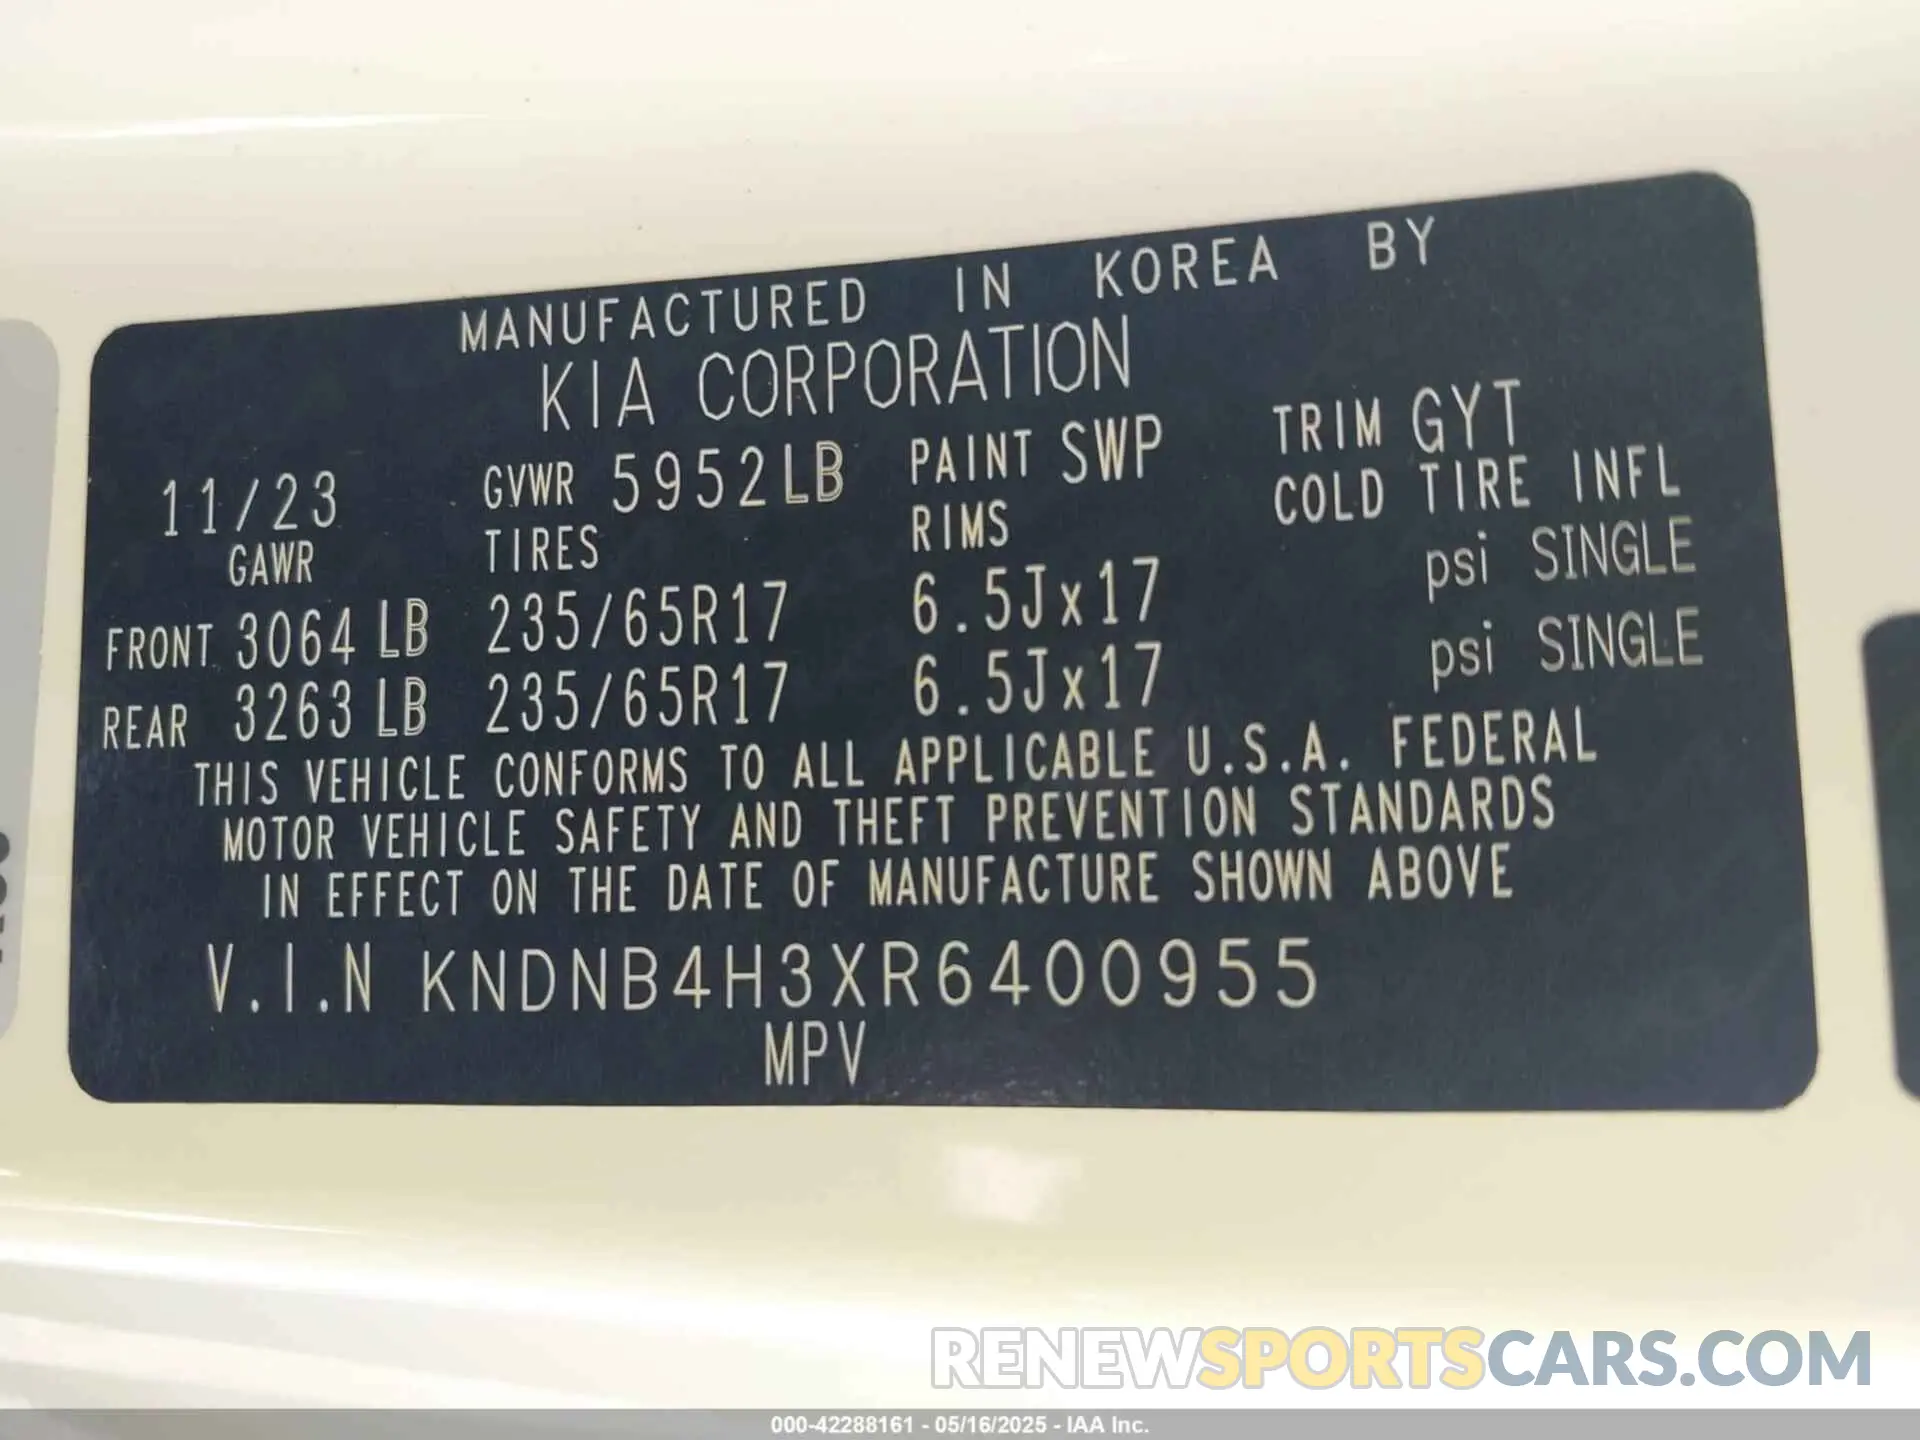 MANUFACTURED IN KOREA BY
KIA CORPORATION
11/23 GVWR 5952LB PAINT SWP TRIM GYT
GAWR TIRES RIMS COLD TIRE INFL
FRONT 3064 LB 235/65R17 6.5Jx17 psi SINGLE
REAR 3263 LB 235/65R17 6.5Jx17 psi SINGLE
THIS VEHICLE CONFORMS TO ALL APPLICABLE U.S.A. FEDERAL
MOTOR VEHICLE SAFETY AND THEFT PREVENTION STANDARDS
IN EFFECT ON THE DATE OF MANUFACTURE SHOWN ABOVE
V.I.N KNDNB4H3XR6400955
MPV
RENEWSPORTSCARS.COM
000-42288161 - 05/16/2025 - IAA Inc.